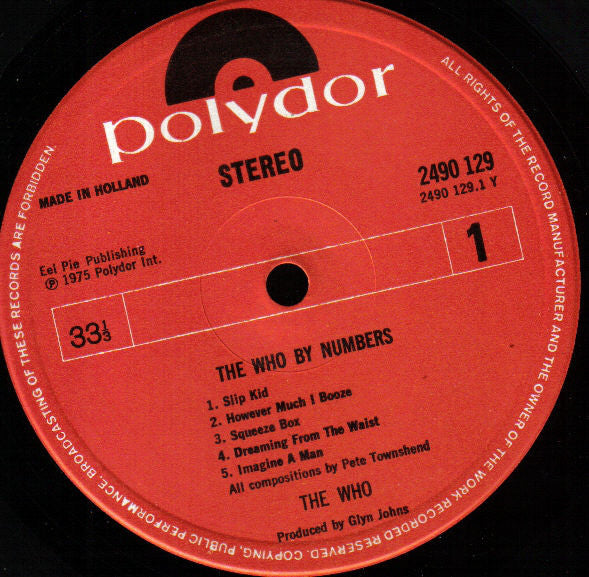 polydor
STEREO
MADE IN HOLLAND
2490 129
2490 129.1 Y
Eel Pie Publishing
℗ 1975 Polydor Int.
33⅓
1
THE WHO BY NUMBERS
1. Slip Kid
2. However Much I Booze
3. Squeeze Box
4. Dreaming From The Waist
5. Imagine A Man
All compositions by Pete Townshend
THE WHO
Produced by Glyn Johns
ALL RIGHTS OF THE RECORD MANUFACTURER AND THE OWNER OF THE WORK RECORDED RESERVED. COPYING, PUBLIC PERFORMANCE, BROADCASTING OF THESE RECORDS ARE FORBIDDEN.